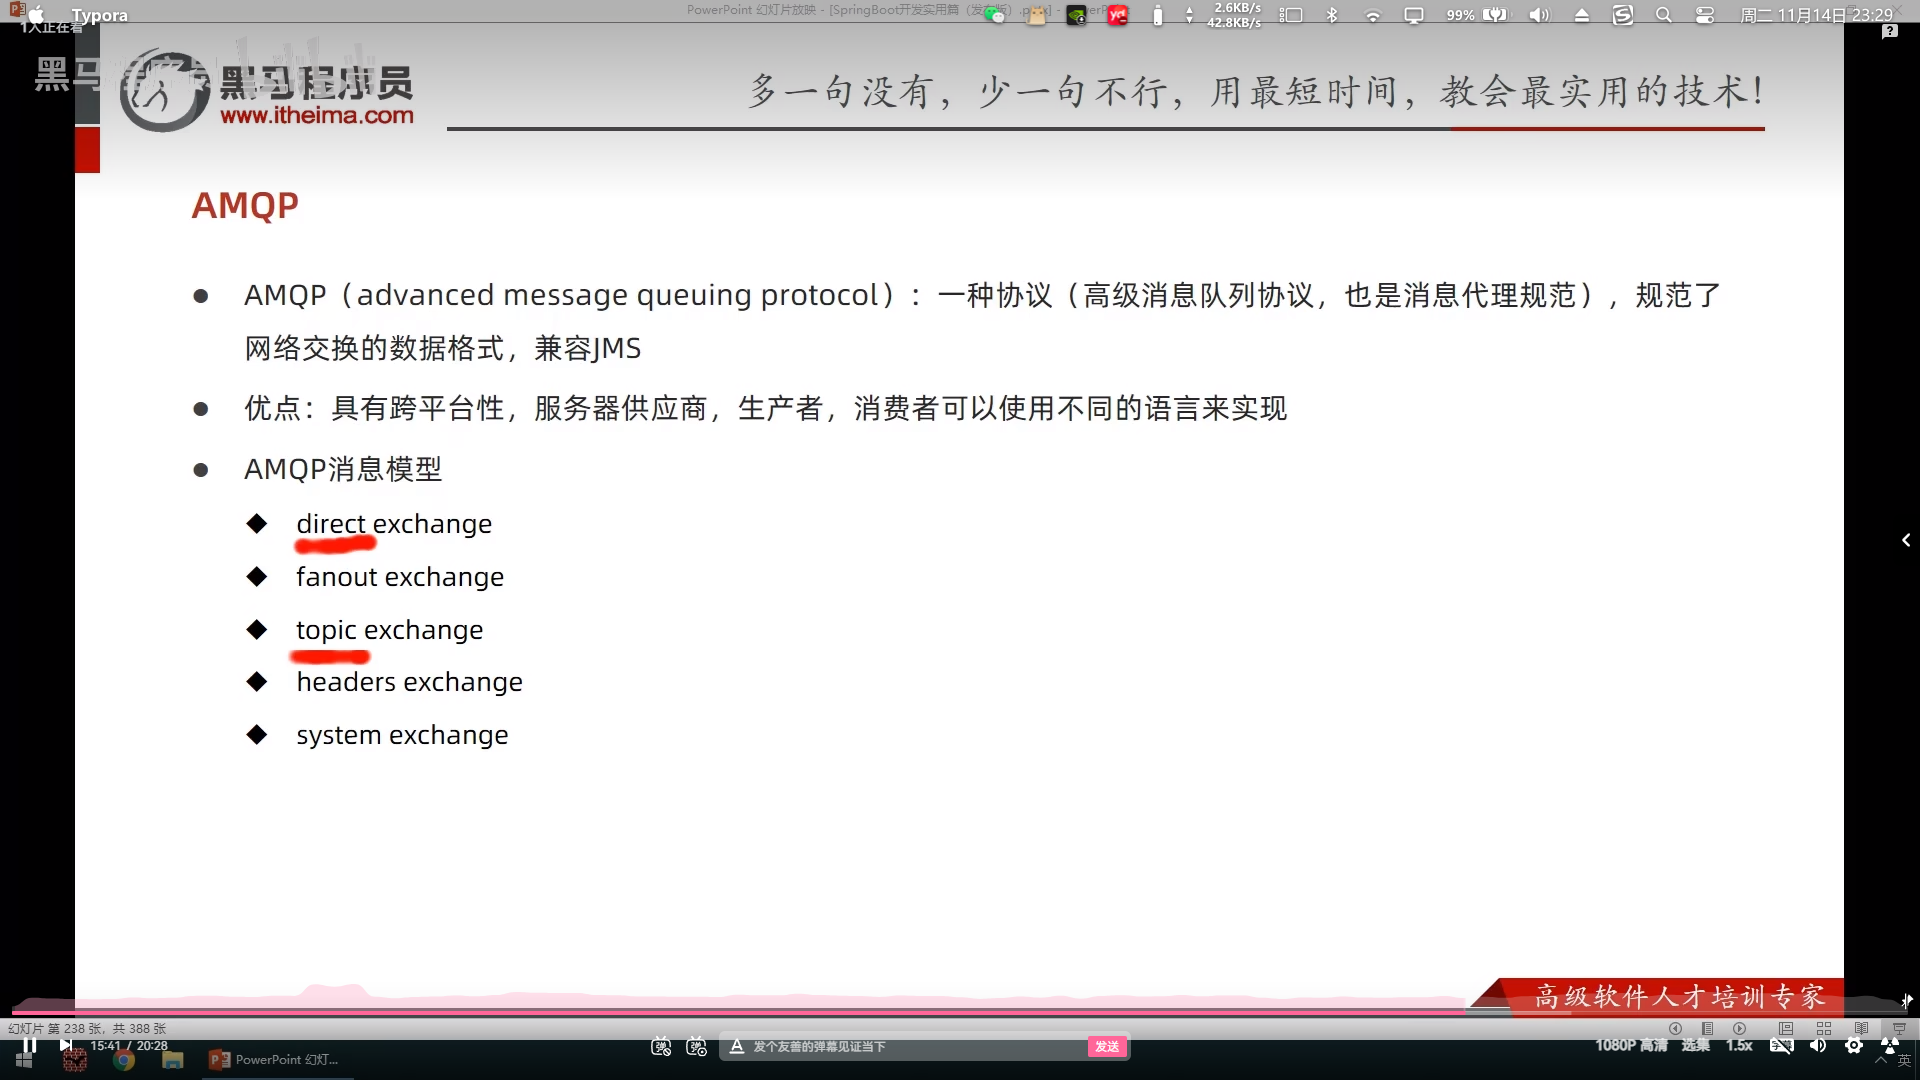 PowerPoint 幻灯片放映 - [SpringBoot开发实用篇（发布版）.pptx] - PowerPoint
Typora
2.6KB/s
42.8KB/s
99%
周二 11月14日 23:29
1人正在看
黑马程序员
www.itheima.com
多一句没有，少一句不行，用最短时间，教会最实用的技术！
AMQP
AMQP（advanced message queuing protocol）：一种协议（高级消息队列协议，也是消息代理规范），规范了
网络交换的数据格式，兼容JMS
优点：具有跨平台性，服务器供应商，生产者，消费者可以使用不同的语言来实现
AMQP消息模型
direct exchange
fanout exchange
topic exchange
headers exchange
system exchange
高级软件人才培训专家
幻灯片 第 238 张，共 388 张
15:41 / 20:28
发个友善的弹幕见证当下
发送
1080P 高清
选集
1.5x
PowerPoint 幻灯...
英